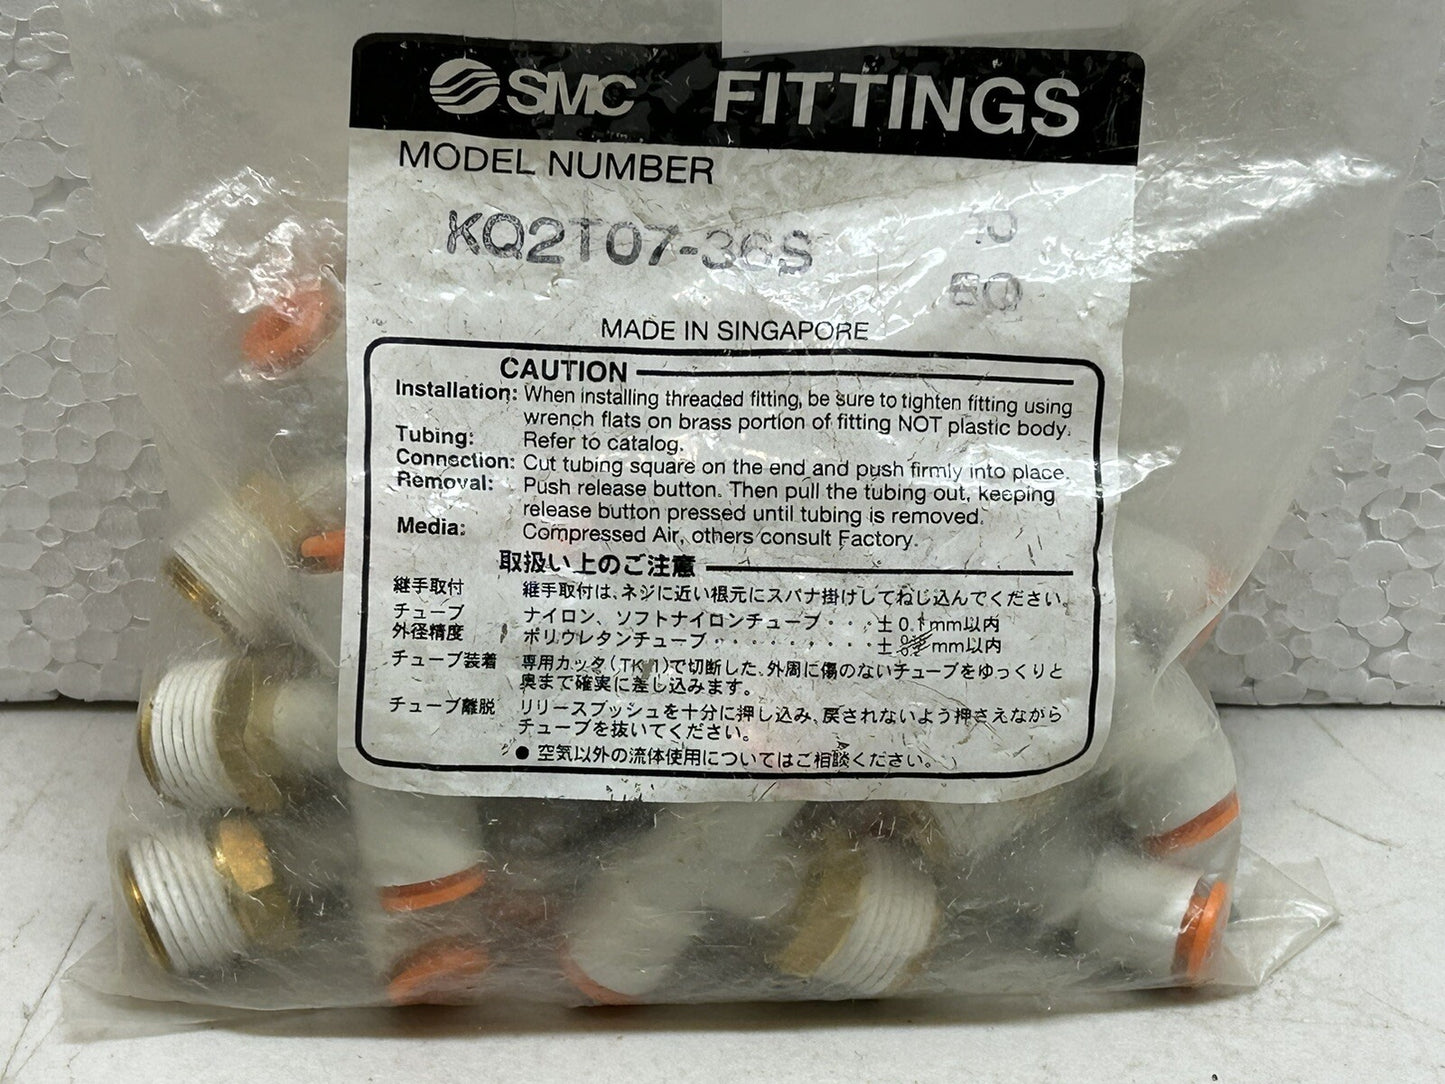 SMC FITTINGS
MODEL NUMBER
KQ2T07-36S
MADE IN SINGAPORE
CAUTION
Installation: When installing threaded fitting, be sure to tighten fitting using
wrench flats on brass portion of fitting NOT plastic body.
Tubing: Refer to catalog.
Connection: Cut tubing square on the end and push firmly into place.
Removal: Push release button. Then pull the tubing out, keeping
release button pressed until tubing is removed.
Media: Compressed Air, others consult Factory.
取扱い上のご注意
継手取付 継手取付は、ネジに近い根元にスパナ掛けしてねじ込んでください。
チューブ ナイロン、ソフトナイロンチューブ・・・± 0.1mm以内
外径精度 ポリウレタンチューブ・・・・・・・・± mm以内
チューブ装着 専用カッタ(TK-1)で切断した、外周に傷のないチューブをゆっくりと
奥まで確実に差し込みます。
チューブ離脱 リリースプッシュを十分に押し込み、戻されないよう押さえながら
チューブを抜いてください。
● 空気以外の流体使用についてはご相談ください。